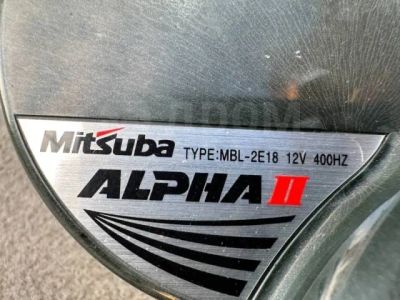 Mitsuba TYPE:MBL-2E18 12V 400HZ
ALPHA II